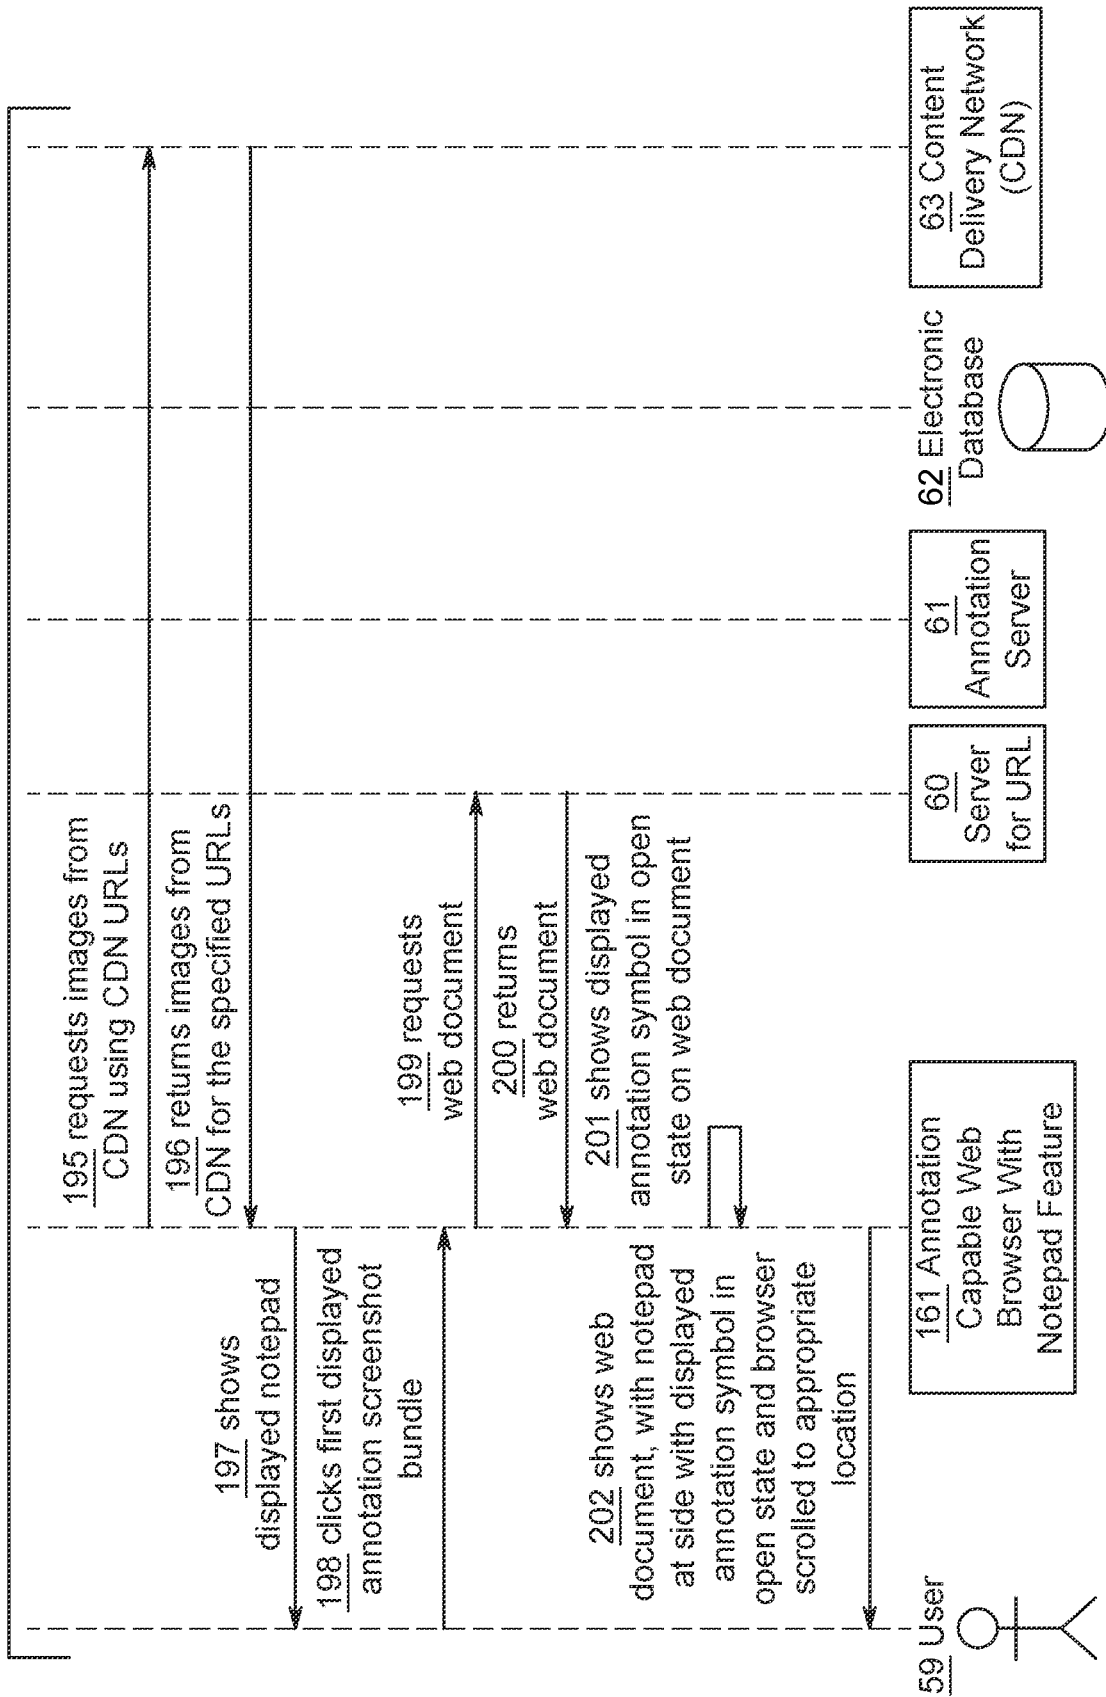 195 requests images from
CDN using CDN URLs
196 returns images from
CDN for the specified URLs
197 shows
displayed notepad
198 clicks first displayed
annotation screenshot
bundle
199 requests
web document
200 returns
web document
201 shows displayed
annotation symbol in open
state on web document
202 shows web
document, with notepad
at side with displayed
annotation symbol in
open state and browser
scrolled to appropriate
location
59 User
161 Annotation
Capable Web
Browser With
Notepad Feature
60
Server
for URL
61
Annotation
Server
62 Electronic
Database
63 Content
Delivery Network
(CDN)